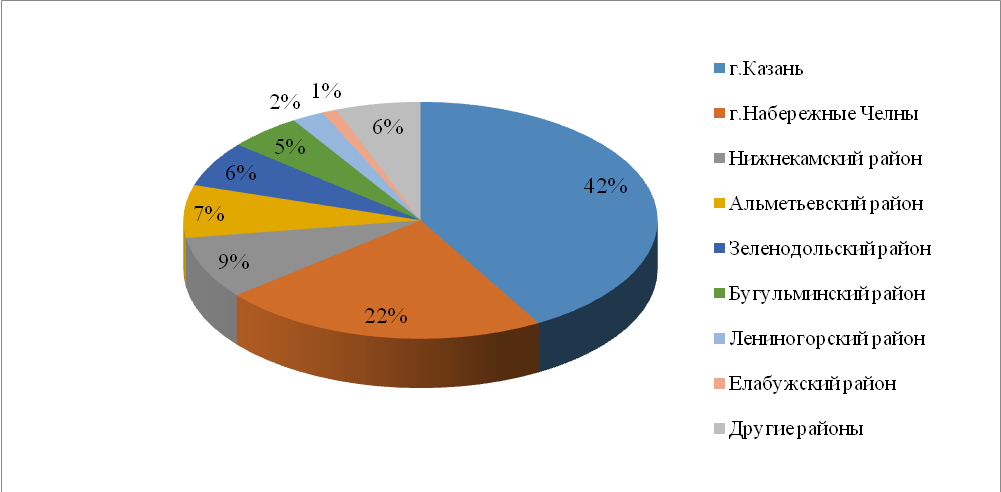 1%
2%
6%
5%
6%
42%
7%
9%
22%
г.Казань
г.Набережные Челны
Нижнекамский район
Альметьевский район
Зеленодольский район
Бугульминский район
Лениногорский район
Елабужский район
Другие районы